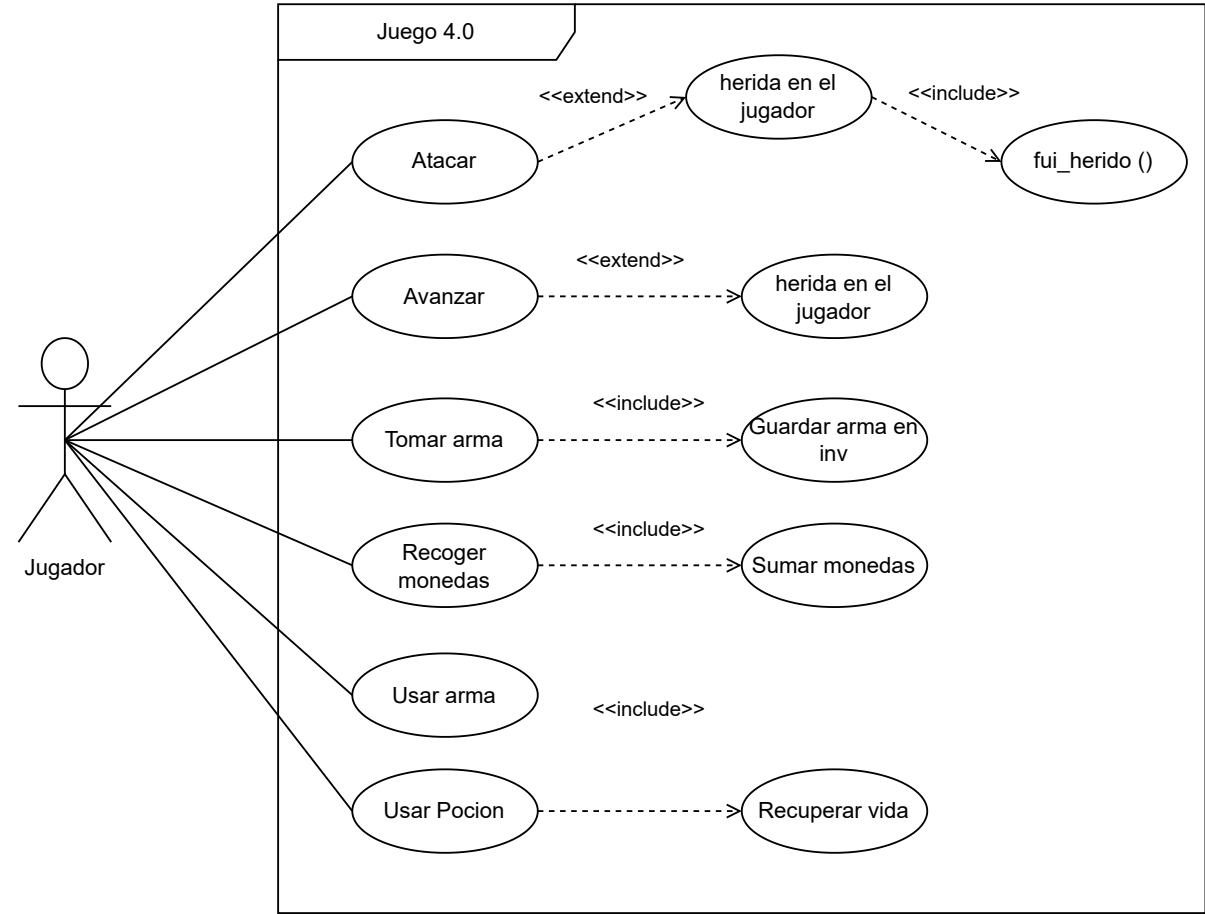 Juego 4.0
<<extend>>
herida en el
jugador
<<include>>
Atacar
fui_herido ()
<<extend>>
Avanzar
herida en el
jugador
<<include>>
Tomar arma
Guardar arma en
inv
<<include>>
Recoger
monedas
Sumar monedas
Jugador
Usar arma
<<include>>
Usar Pocion
Recuperar vida